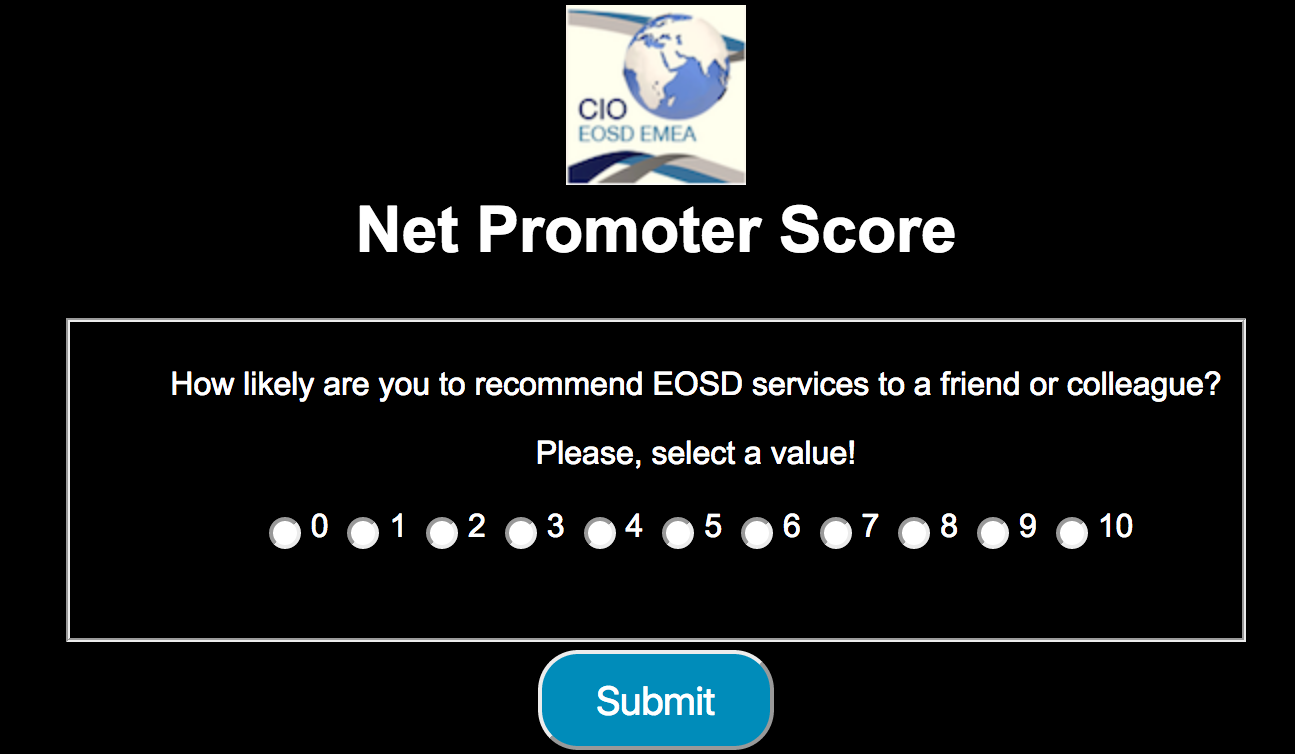 CIO
EOSD EMEA
Net Promoter Score
How likely are you to recommend EOSD services to a friend or colleague?
Please, select a value!
0 1 2 3 4 5 6 7 8 9 10
Submit